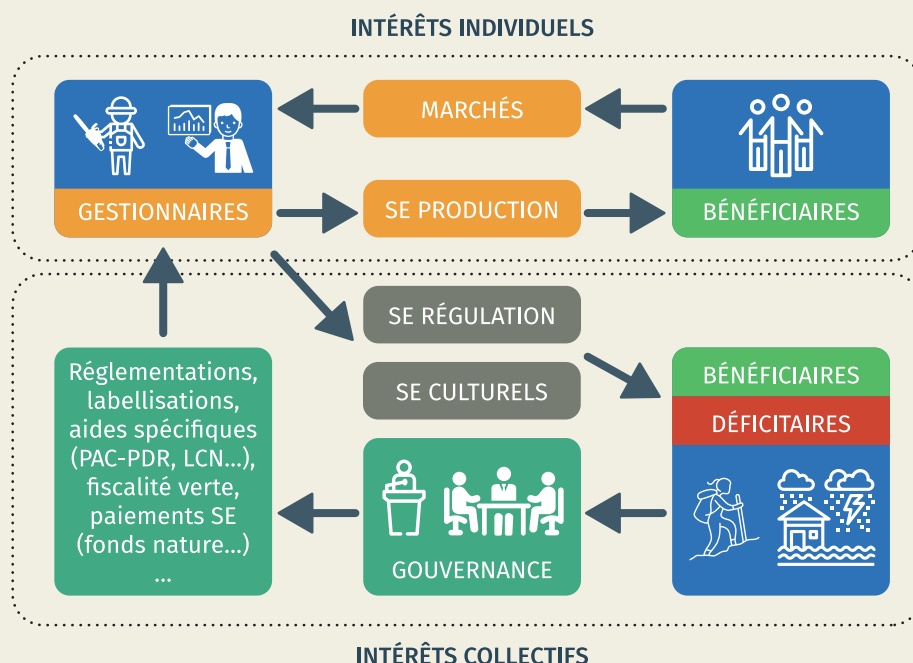 INTÉRÊTS INDIVIDUELS
MARCHÉS
GESTIONNAIRES
SE PRODUCTION
BÉNÉFICIAIRES
SE RÉGULATION
SE CULTURELS
Réglementations,
labellisations,
aides spécifiques
(PAC-PDR, LCN...),
fiscalité verte,
paiements SE
(fonds nature...)
...
BÉNÉFICIAIRES
DÉFICITAIRES
GOUVERNANCE
INTÉRÊTS COLLECTIFS